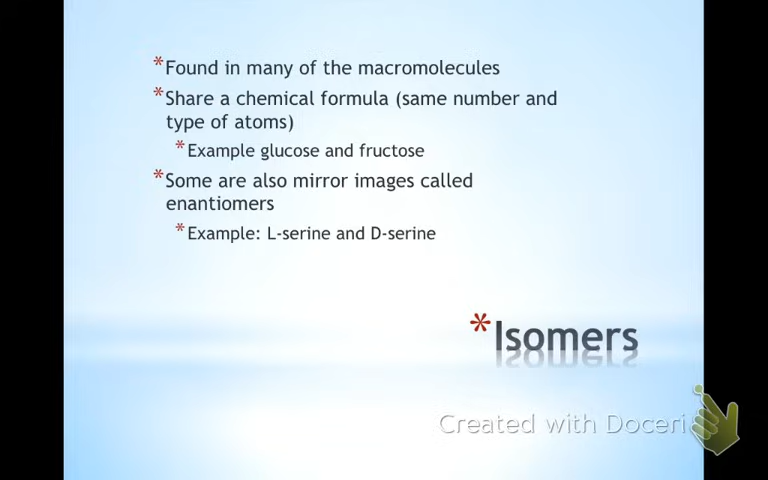 * Found in many of the macromolecules
* Share a chemical formula (same number and
type of atoms)
* Example glucose and fructose
* Some are also mirror images called
enantiomers
* Example: L-serine and D-serine
* Isomers
Created with Doceri